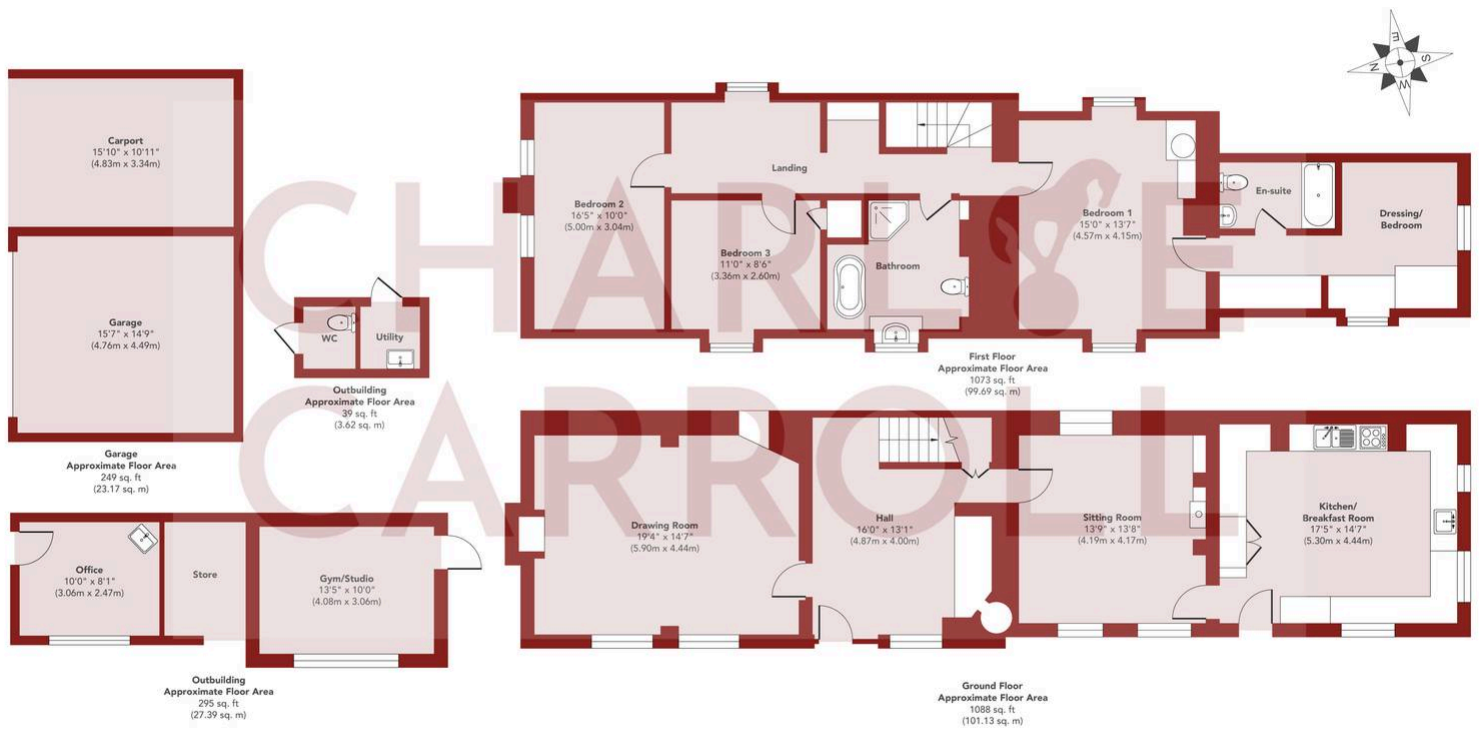 CHARLIE
CARROLL
E
S
N
W
Carport
15'10" x 10'11"
(4.83m x 3.34m)
Garage
15'7" x 14'9"
(4.76m x 4.49m)
Garage
Approximate Floor Area
249 sq. ft
(23.17 sq. m)
WC
Utility
Outbuilding
Approximate Floor Area
39 sq. ft
(3.62 sq. m)
Office
10'0" x 8'1"
(3.06m x 2.47m)
Store
Gym/Studio
13'5" x 10'0"
(4.08m x 3.06m)
Outbuilding
Approximate Floor Area
295 sq. ft
(27.39 sq. m)
Bedroom 2
16'5" x 10'0"
(5.00m x 3.04m)
Landing
Bedroom 3
11'0" x 8'6"
(3.36m x 2.60m)
Bathroom
Bedroom 1
15'0" x 13'7"
(4.57m x 4.15m)
En-suite
Dressing/
Bedroom
First Floor
Approximate Floor Area
1073 sq. ft
(99.69 sq. m)
Drawing Room
19'4" x 14'7"
(5.90m x 4.44m)
Hall
16'0" x 13'1"
(4.87m x 4.00m)
Sitting Room
13'9" x 13'8"
(4.19m x 4.17m)
Kitchen/
Breakfast Room
17'5" x 14'7"
(5.30m x 4.44m)
Ground Floor
Approximate Floor Area
1088 sq. ft
(101.13 sq. m)